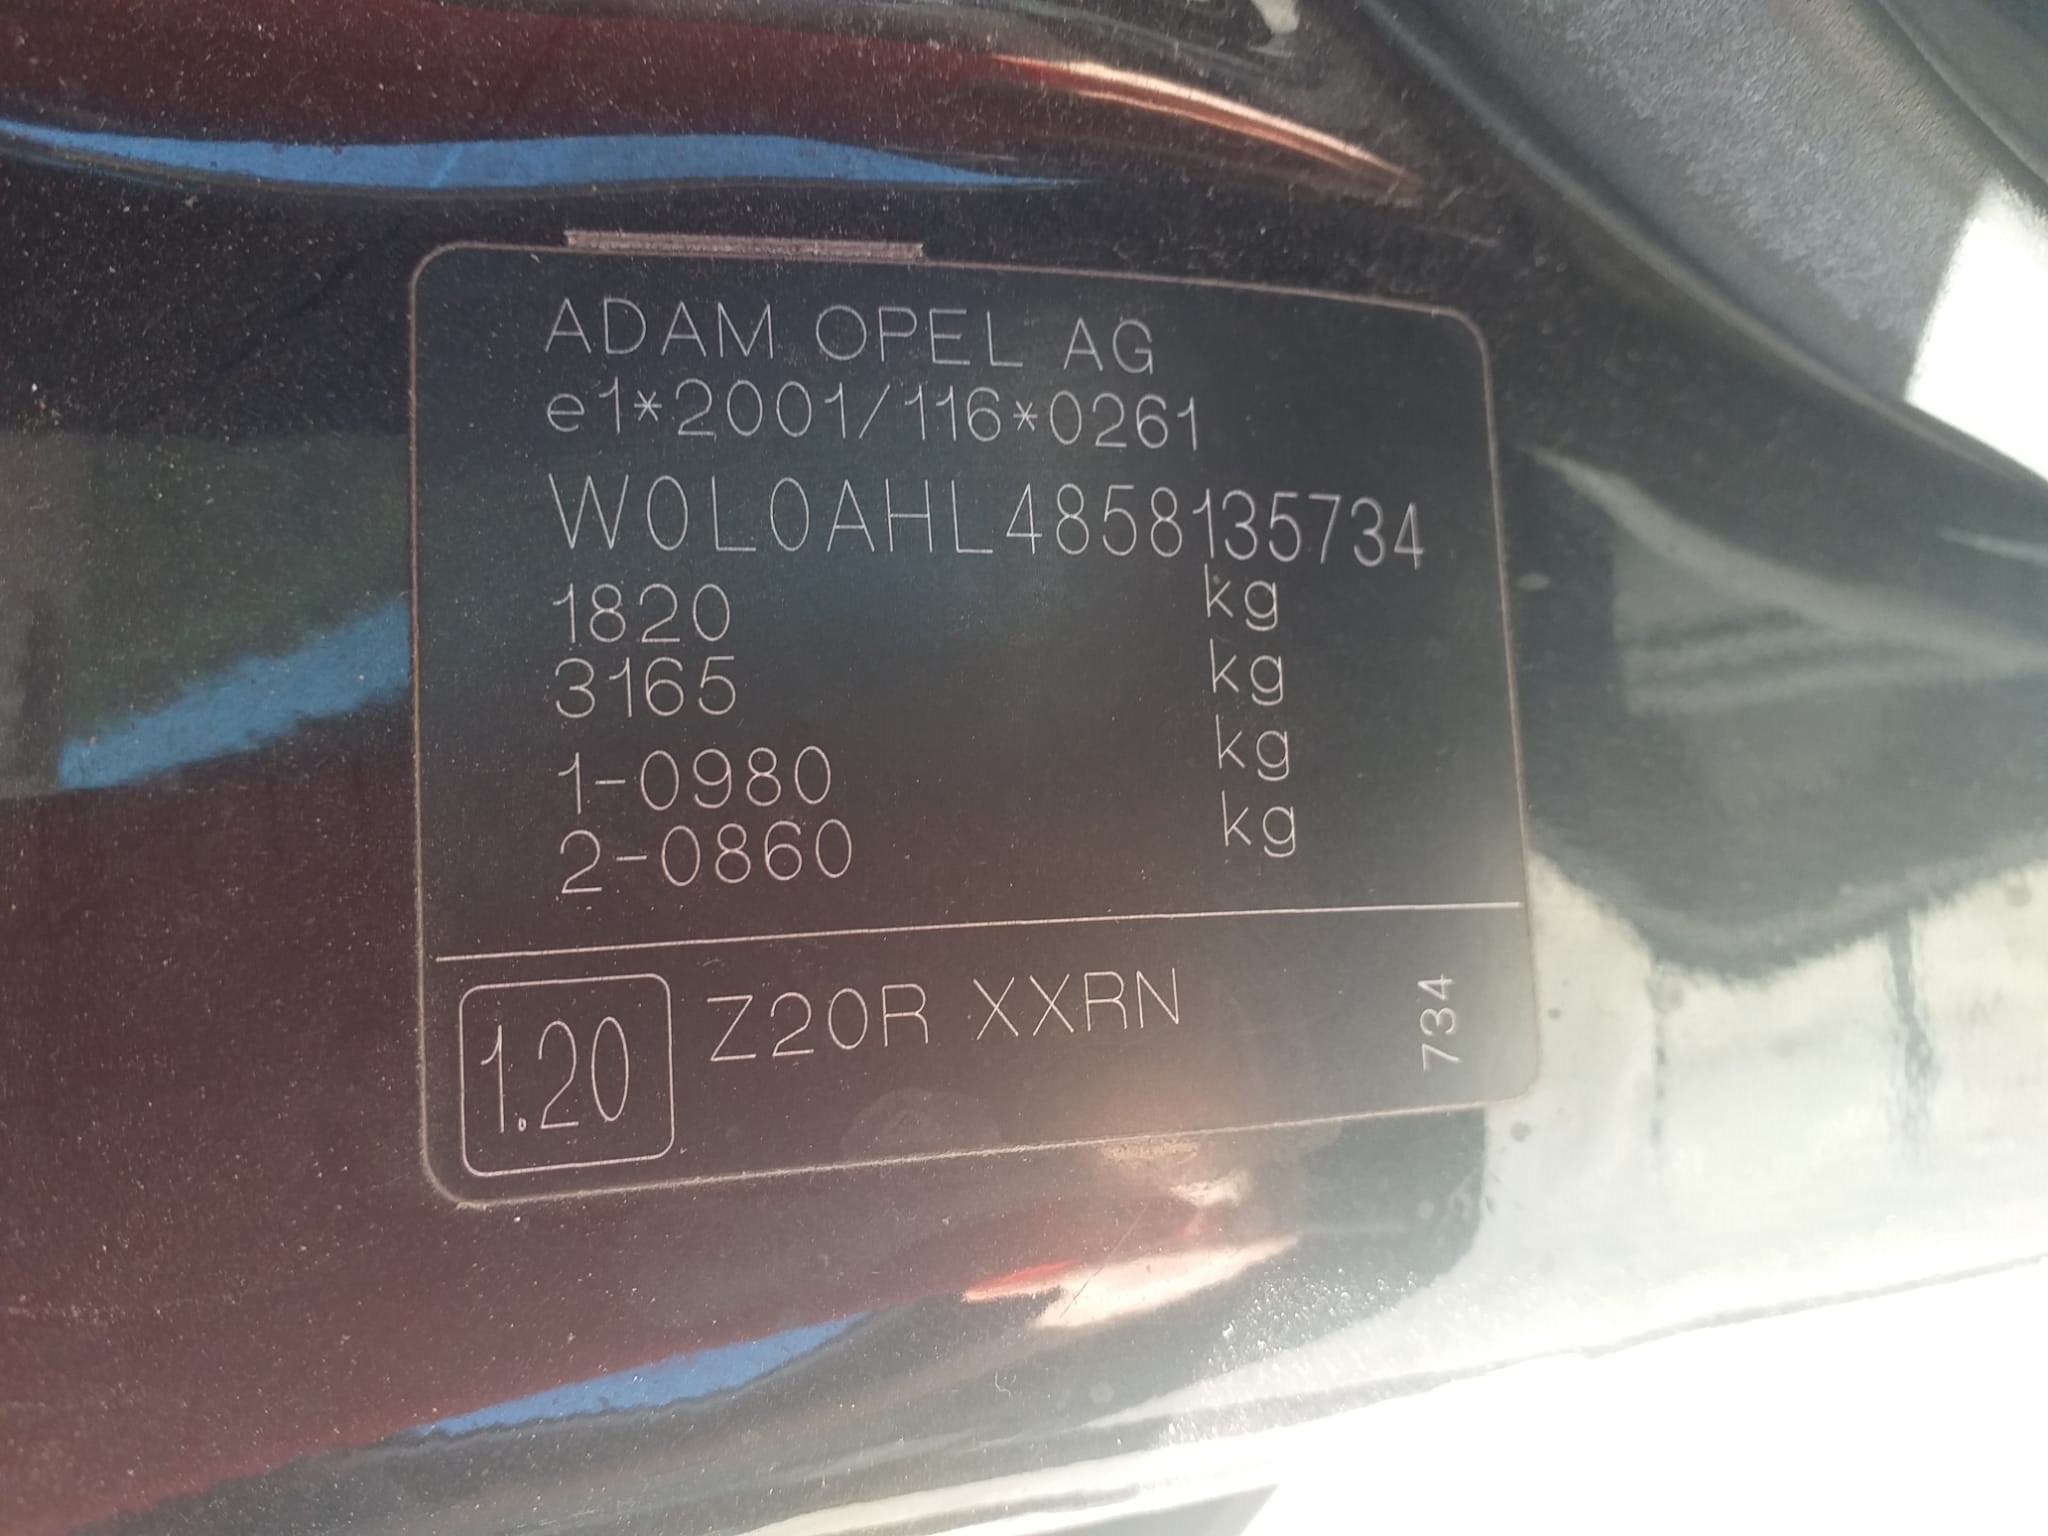 ADAM OPEL AG
e1*2001/116*0261
W0L0AHL4858135734
1820 kg
3165 kg
1-0980 kg
2-0860 kg
1.20 Z20R XXRN 734